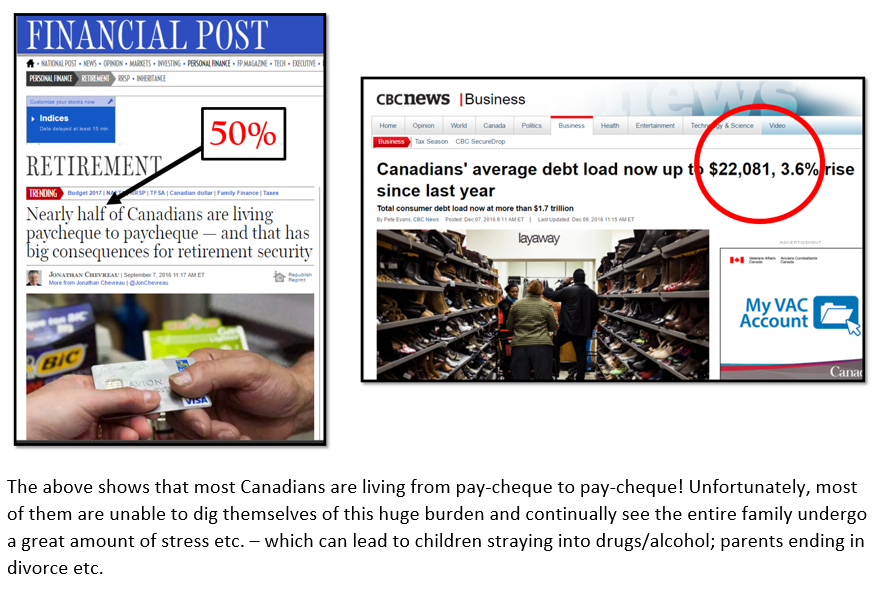 FINANCIAL POST
• NATIONAL POST • NEWS • OPINION • MARKETS • INVESTING • PERSONAL FINANCE • FP MAGAZINE • TECH • EXECUTIVE •
PERSONAL FINANCE RETIREMENT RRSP • INHERITANCE
Customize your stocks now
Indices
Data delayed at least 15 min
50%
RETIREMENT
TRENDING Budget 2017 | RRSP | TFSA | Canadian dollar | Family Finance | Taxes
Nearly half of Canadians are living
paycheque to paycheque — and that has
big consequences for retirement security
JONATHAN CHEVREAU | September 7, 2016 11:17 AM ET
More from Jonathan Chevreau | @JonChevreau
Republish
Reprint
BIC
VISA
CBCnews | Business
news
Home Opinion World Canada Politics Business Health Entertainment Technology & Science Video
Business Tax Season CBC SecureDrop
Canadians' average debt load now up to $22,081, 3.6% rise
since last year
Total consumer debt load now at more than $1.7 trillion
By Pete Evans, CBC News Posted: Dec 07, 2016 6:11 AM ET | Last Updated: Dec 09, 2016 11:15 AM ET
layaway
ADVERTISEMENT
Veterans Affairs Canada
Anciens Combattants Canada
My VAC
Account
Canad
The above shows that most Canadians are living from pay-cheque to pay-cheque! Unfortunately, most
of them are unable to dig themselves of this huge burden and continually see the entire family undergo
a great amount of stress etc. – which can lead to children straying into drugs/alcohol; parents ending in
divorce etc.